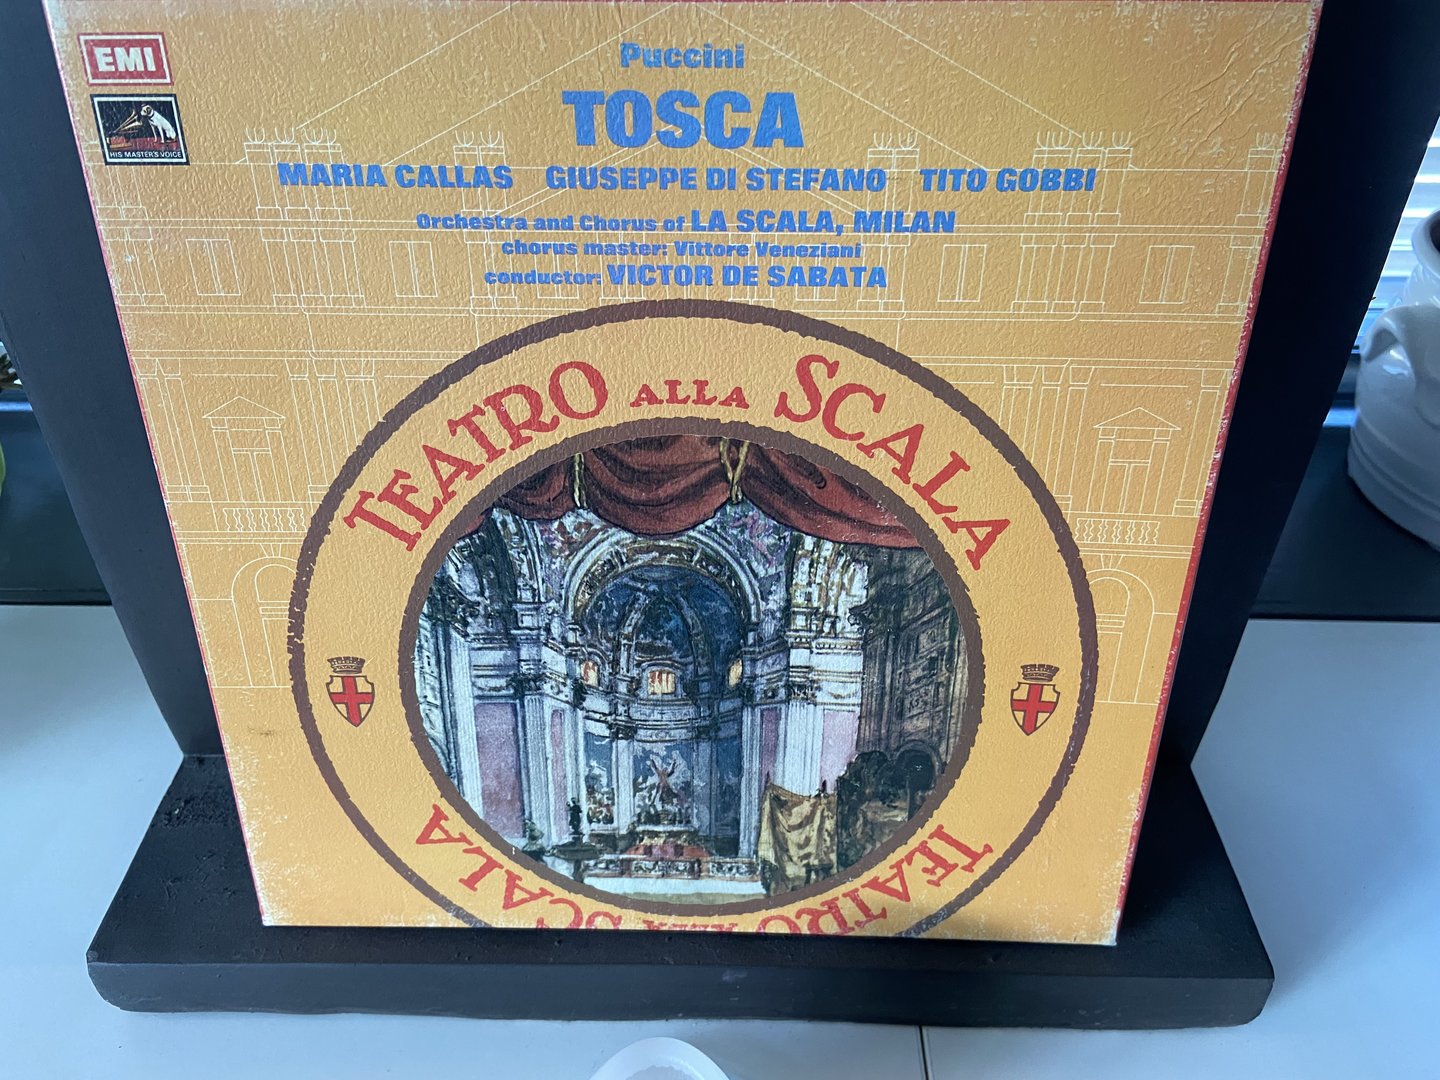 EMI
HIS MASTER'S VOICE
Puccini
TOSCA
MARIA CALLAS GIUSEPPE DI STEFANO TITO GOBBI
Orchestra and Chorus of LA SCALA, MILAN
chorus master: Vittore Veneziani
conductor: VICTOR DE SABATA
TEATRO ALLA SCALA
TEATRO ALLA SCALA